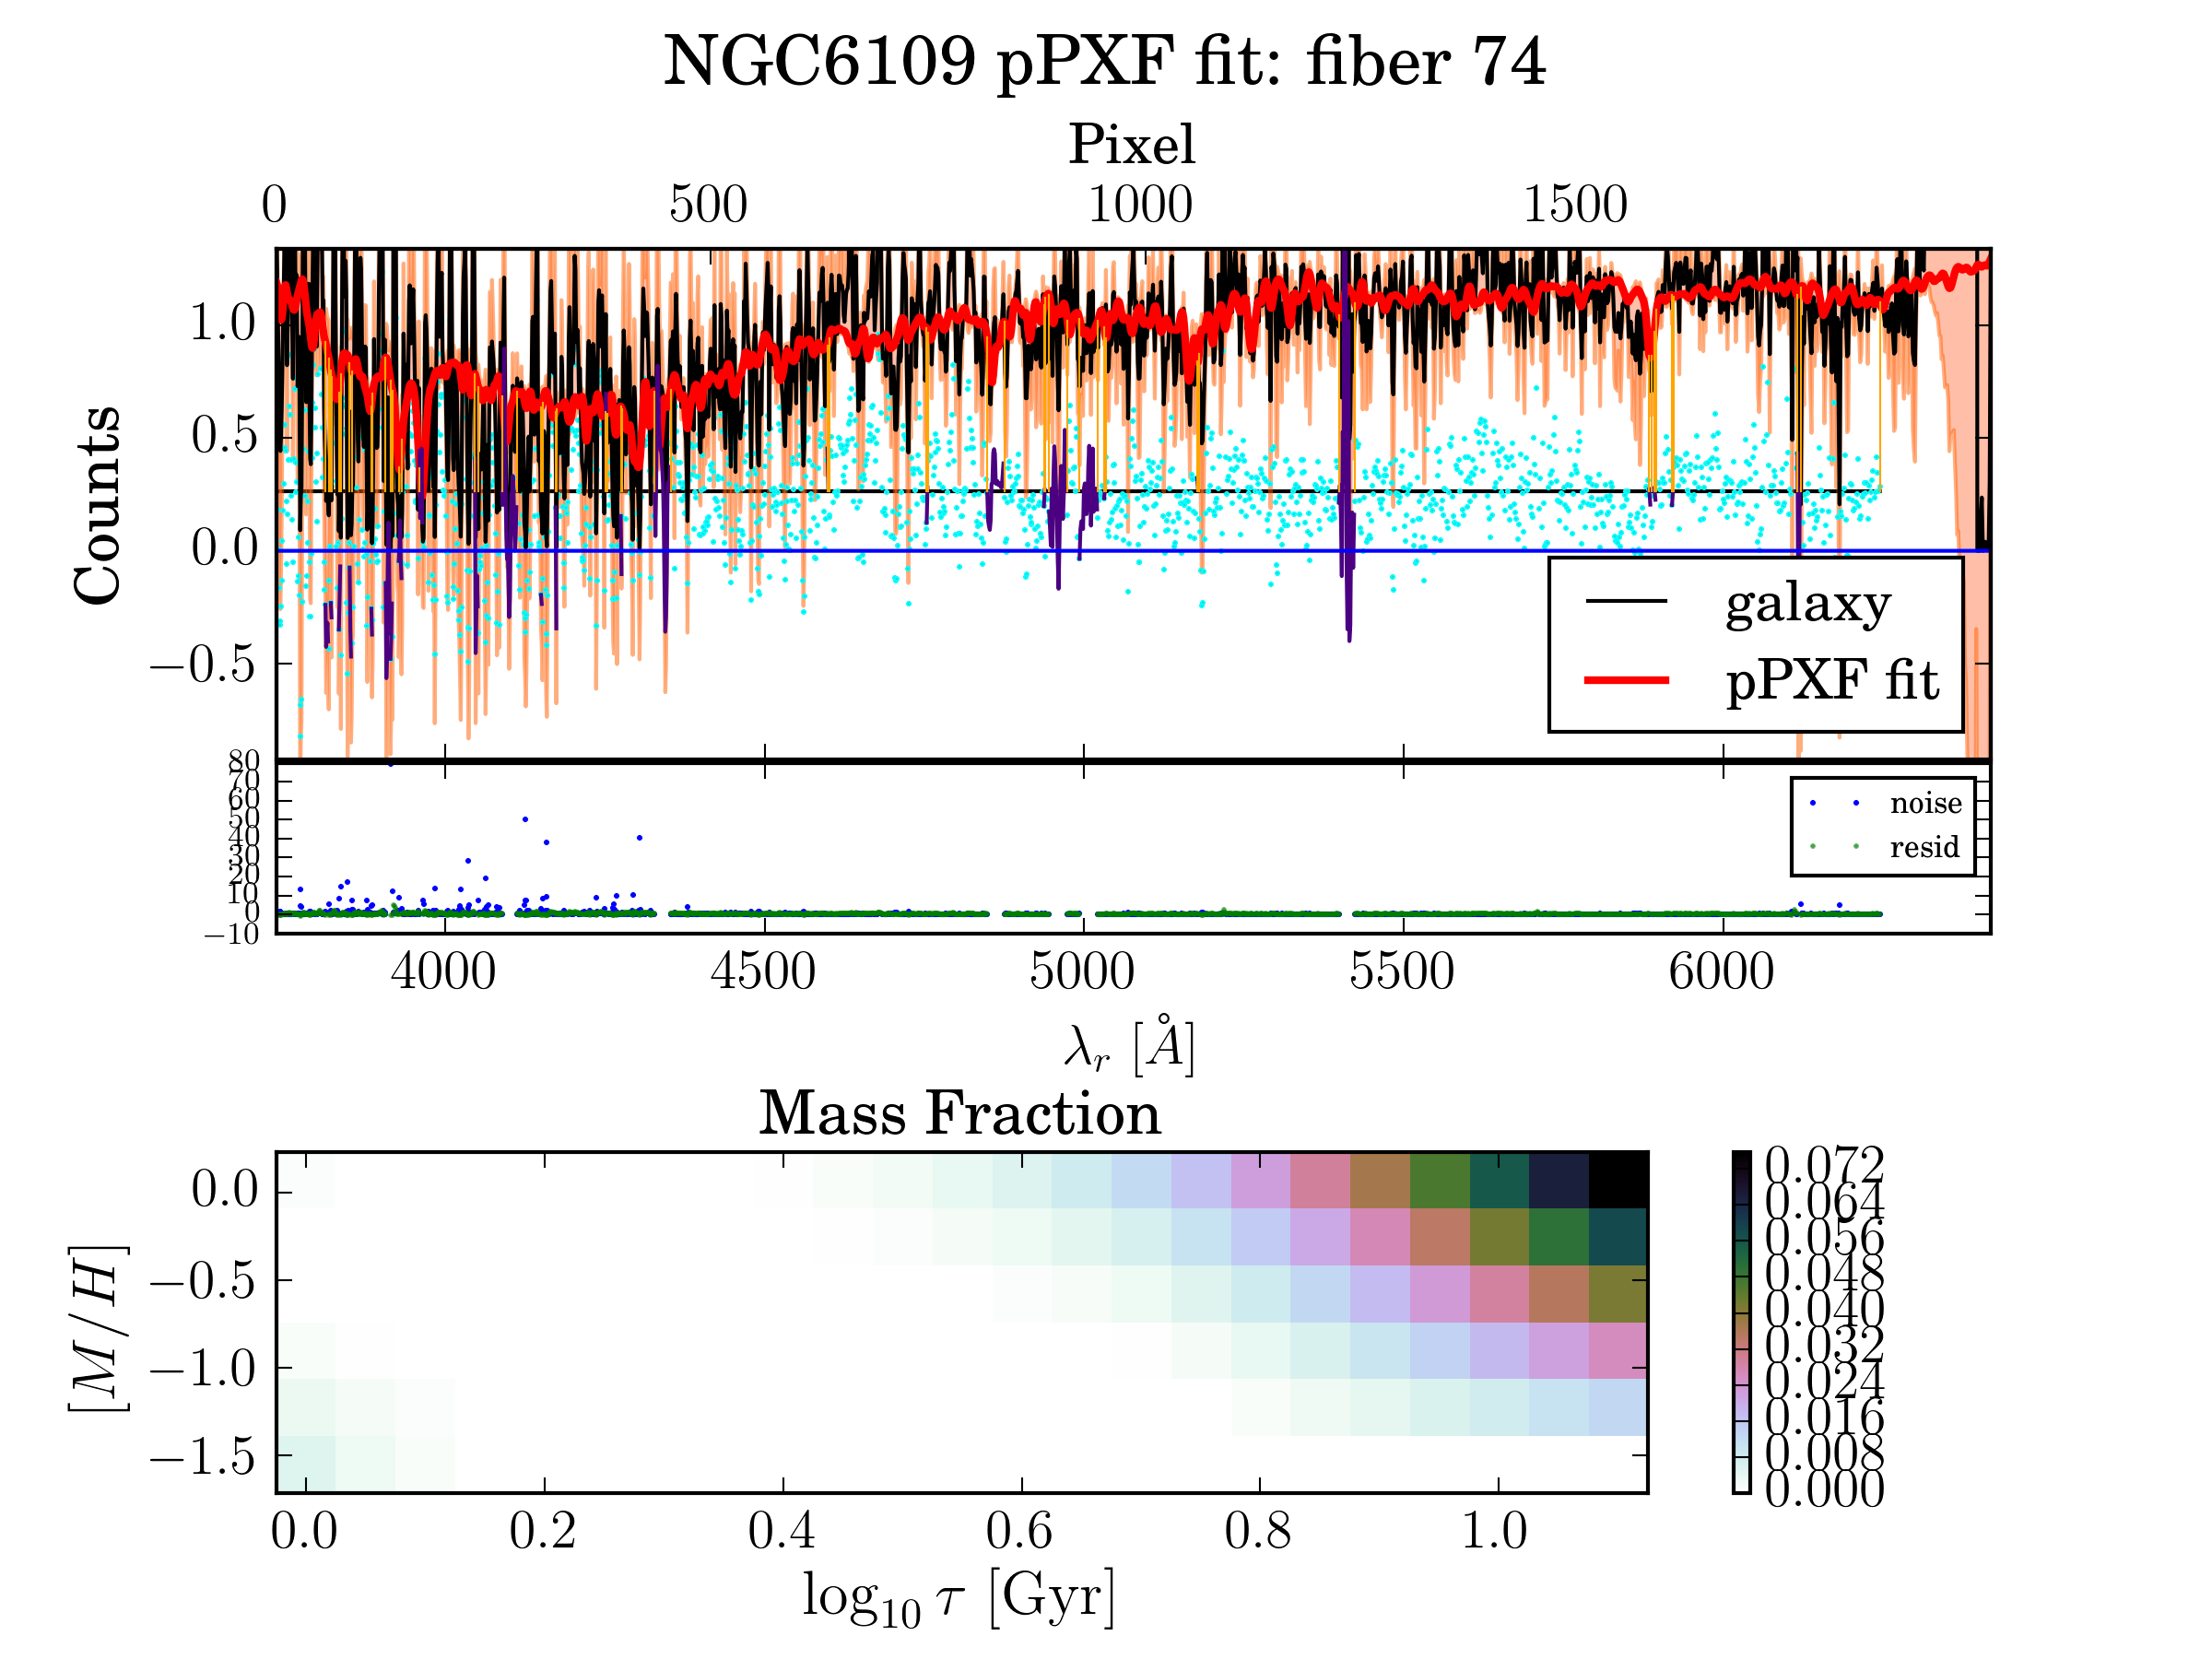 NGC6109 pPXF fit: fiber 74
Pixel
0 500 1000 1500
Counts
1.0
0.5
0.0
−0.5
galaxy
pPXF fit
80
70
60
50
40
30
20
10
0
−10
noise
resid
4000 4500 5000 5500 6000
λr [Å]
Mass Fraction
[M/H]
0.0
−0.5
−1.0
−1.5
0.0 0.2 0.4 0.6 0.8 1.0
log10 τ [Gyr]
0.072
0.064
0.056
0.048
0.040
0.032
0.024
0.016
0.008
0.000